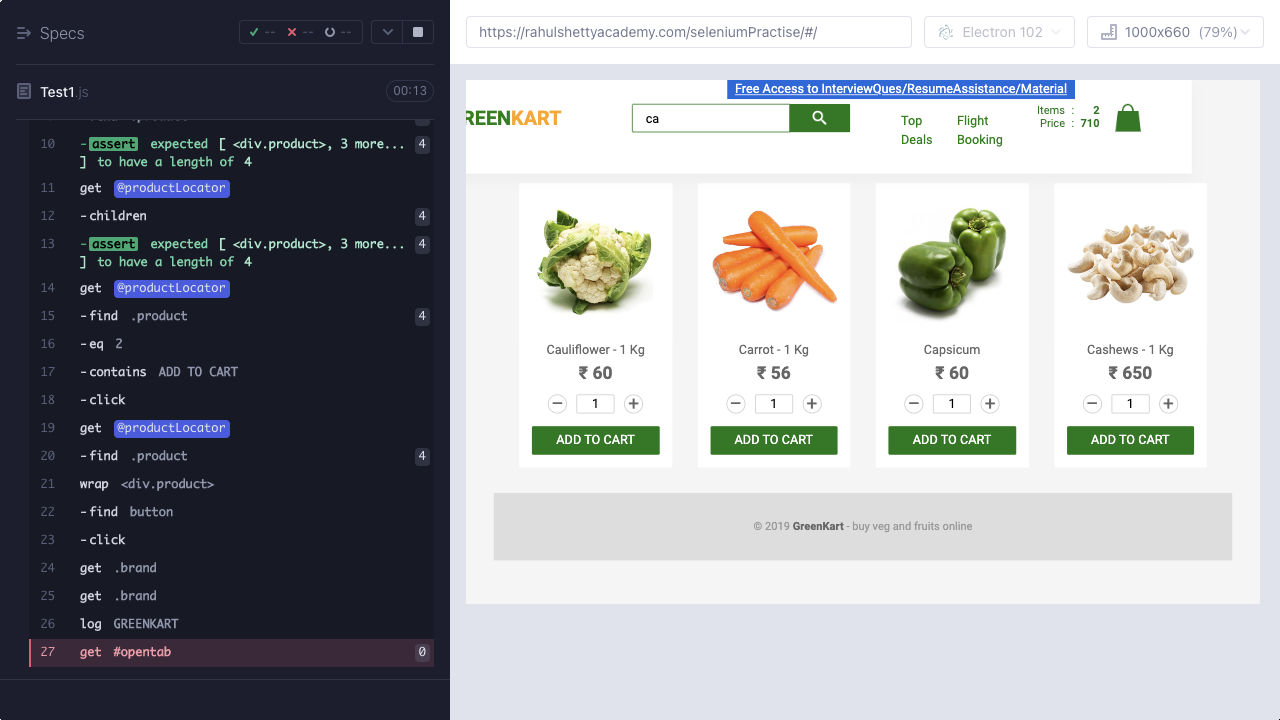 Specs
-- -- --
Test1.js
00:13
10 -assert expected [ <div.product>, 3 more... 4
] to have a length of 4
11 get @productLocator
12 -children 4
13 -assert expected [ <div.product>, 3 more... 4
] to have a length of 4
14 get @productLocator
15 -find .product 4
16 -eq 2
17 -contains ADD TO CART
18 -click
19 get @productLocator
20 -find .product 4
21 wrap <div.product>
22 -find button
23 -click
24 get .brand
25 get .brand
26 log GREENKART
27 get #opentab 0
https://rahulshettyacademy.com/seleniumPractise/#/
Electron 102
1000x660 (79%)
Free Access to InterviewQues/ResumeAssistance/Material
REENKART
ca
Top
Deals
Flight
Booking
Items : 2
Price : 710
Cauliflower - 1 Kg
₹ 60
− 1 +
ADD TO CART
Carrot - 1 Kg
₹ 56
− 1 +
ADD TO CART
Capsicum
₹ 60
− 1 +
ADD TO CART
Cashews - 1 Kg
₹ 650
− 1 +
ADD TO CART
© 2019 GreenKart - buy veg and fruits online